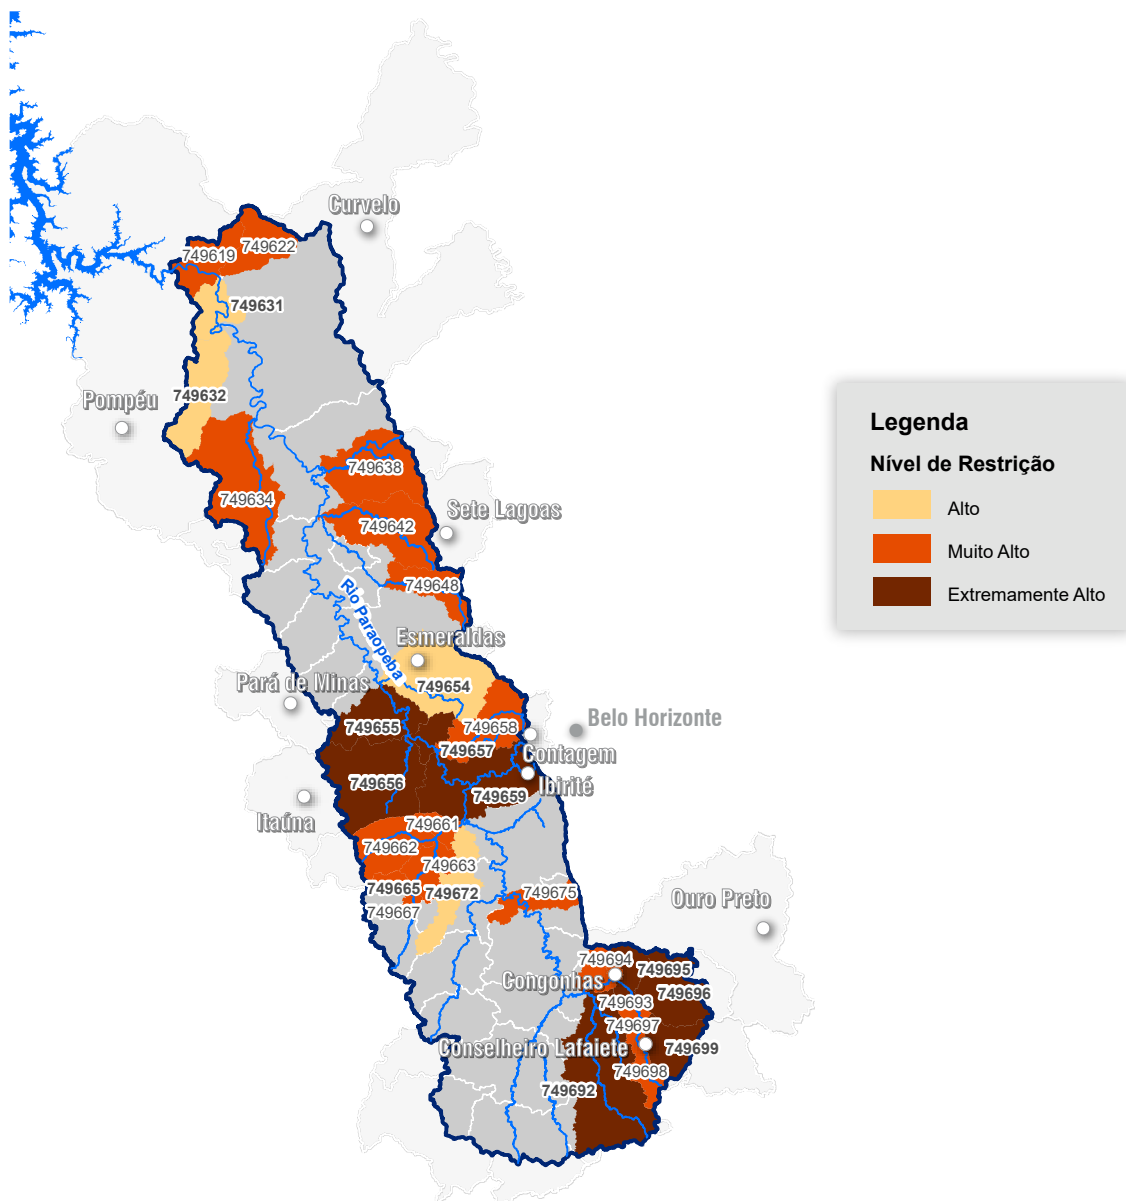 Curvelo
749619
749622
749631
749632
Pompéu
749638
749634
Sete Lagoas
749642
749648
Rio Paraopeba
Esmeraldas
749654
Pará de Minas
Belo Horizonte
749655
749658
749657
Contagem
749656
Ibirité
749659
Itaúna
749661
749662
749663
749665
749672
749675
749667
Ouro Preto
749694
749695
Congonhas
749696
749693
749697
Conselheiro Lafaiete
749699
749698
749692
Legenda
Nível de Restrição
Alto
Muito Alto
Extremamente Alto